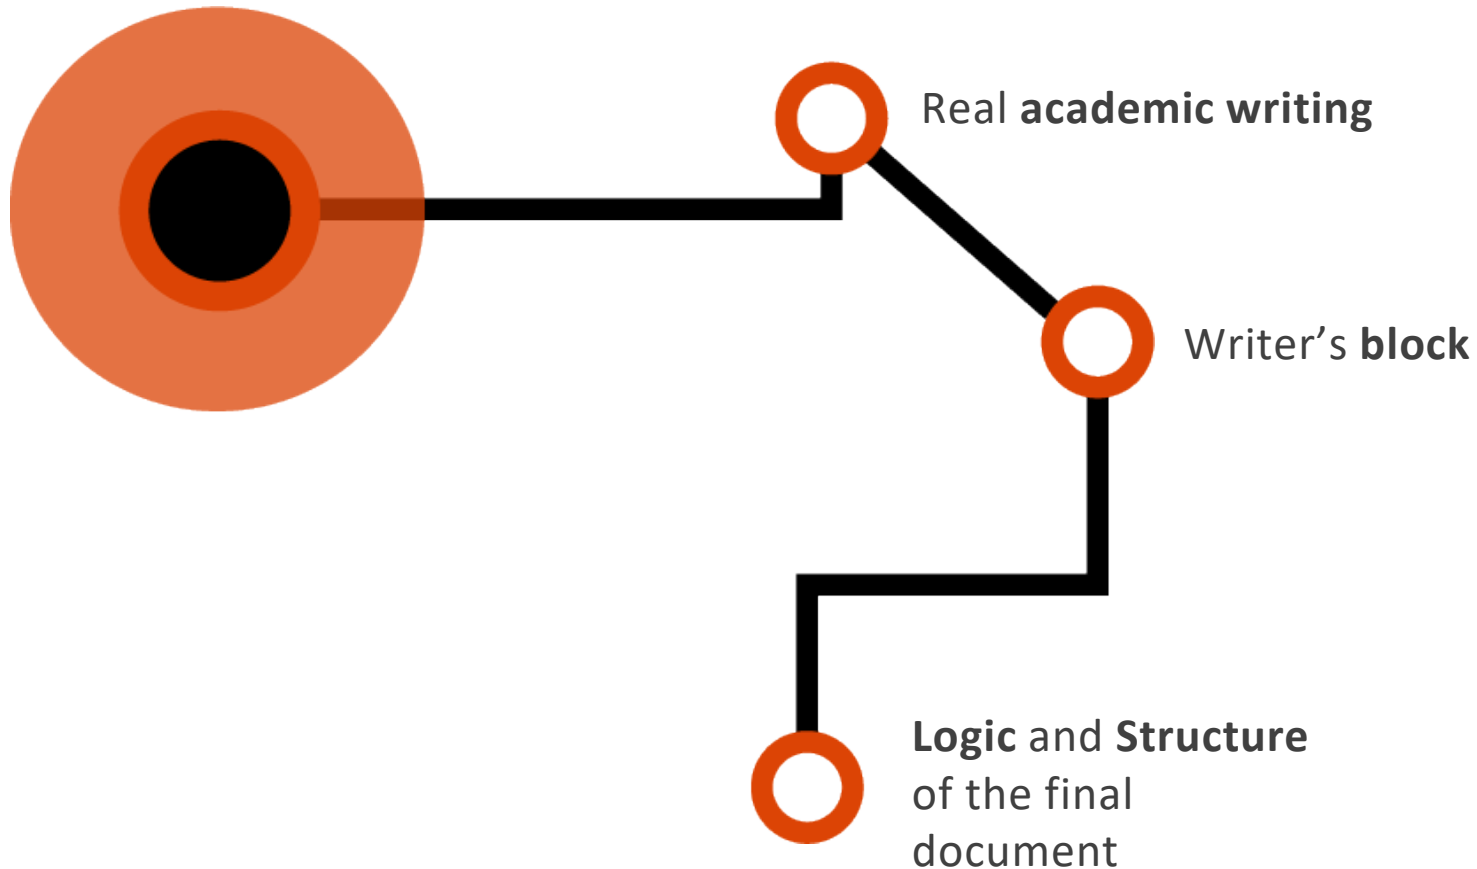 Real academic writing
Writer’s block
Logic and Structure
of the final
document